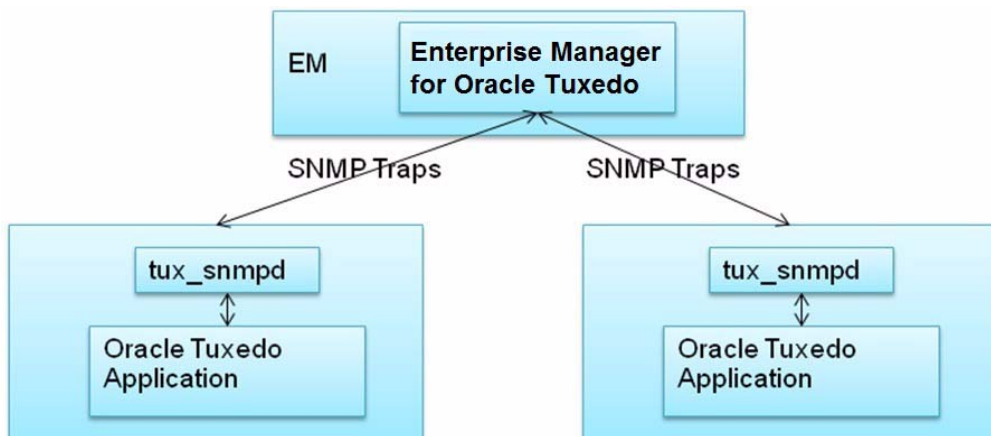 EM
Enterprise Manager
for Oracle Tuxedo
SNMP Traps
SNMP Traps
tux_snmpd
Oracle Tuxedo
Application
tux_snmpd
Oracle Tuxedo
Application